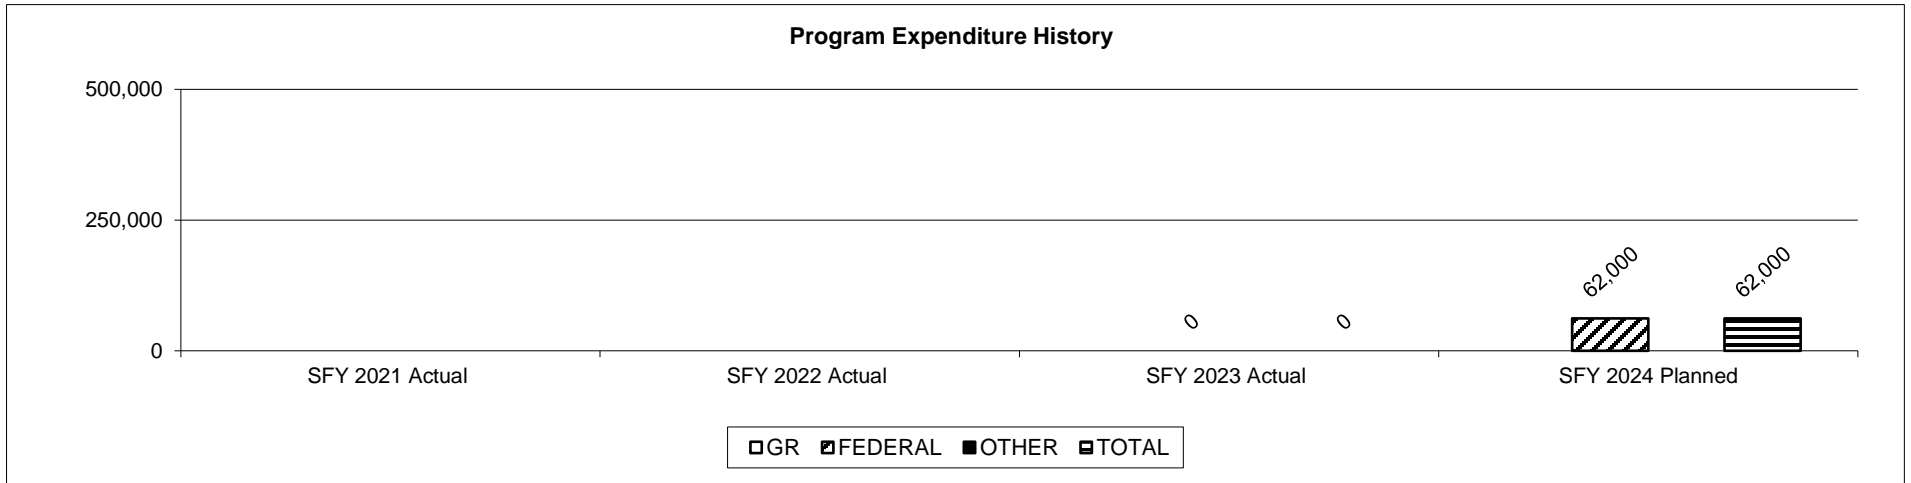 Program Expenditure History
500,000
250,000
0
0
0
62,000
62,000
SFY 2021 Actual
SFY 2022 Actual
SFY 2023 Actual
SFY 2024 Planned
GR FEDERAL OTHER TOTAL